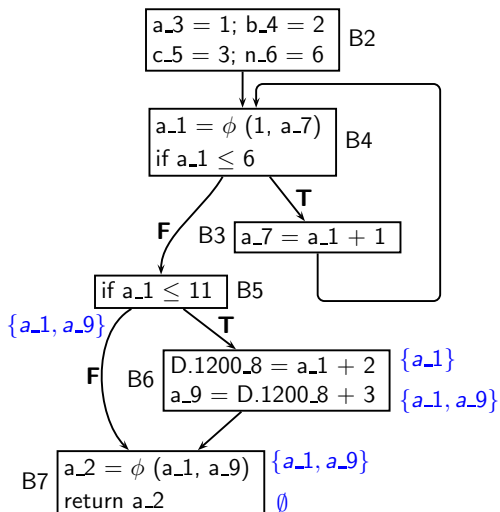 a_3 = 1; b_4 = 2
c_5 = 3; n_6 = 6
B2
a_1 = ϕ (1, a_7)
if a_1 ≤ 6
B4
T
F
B3
a_7 = a_1 + 1
if a_1 ≤ 11
B5
{a_1, a_9}
T
F
B6
D.1200_8 = a_1 + 2
a_9 = D.1200_8 + 3
{a_1}
{a_1, a_9}
B7
a_2 = ϕ (a_1, a_9)
return a_2
{a_1, a_9}
∅